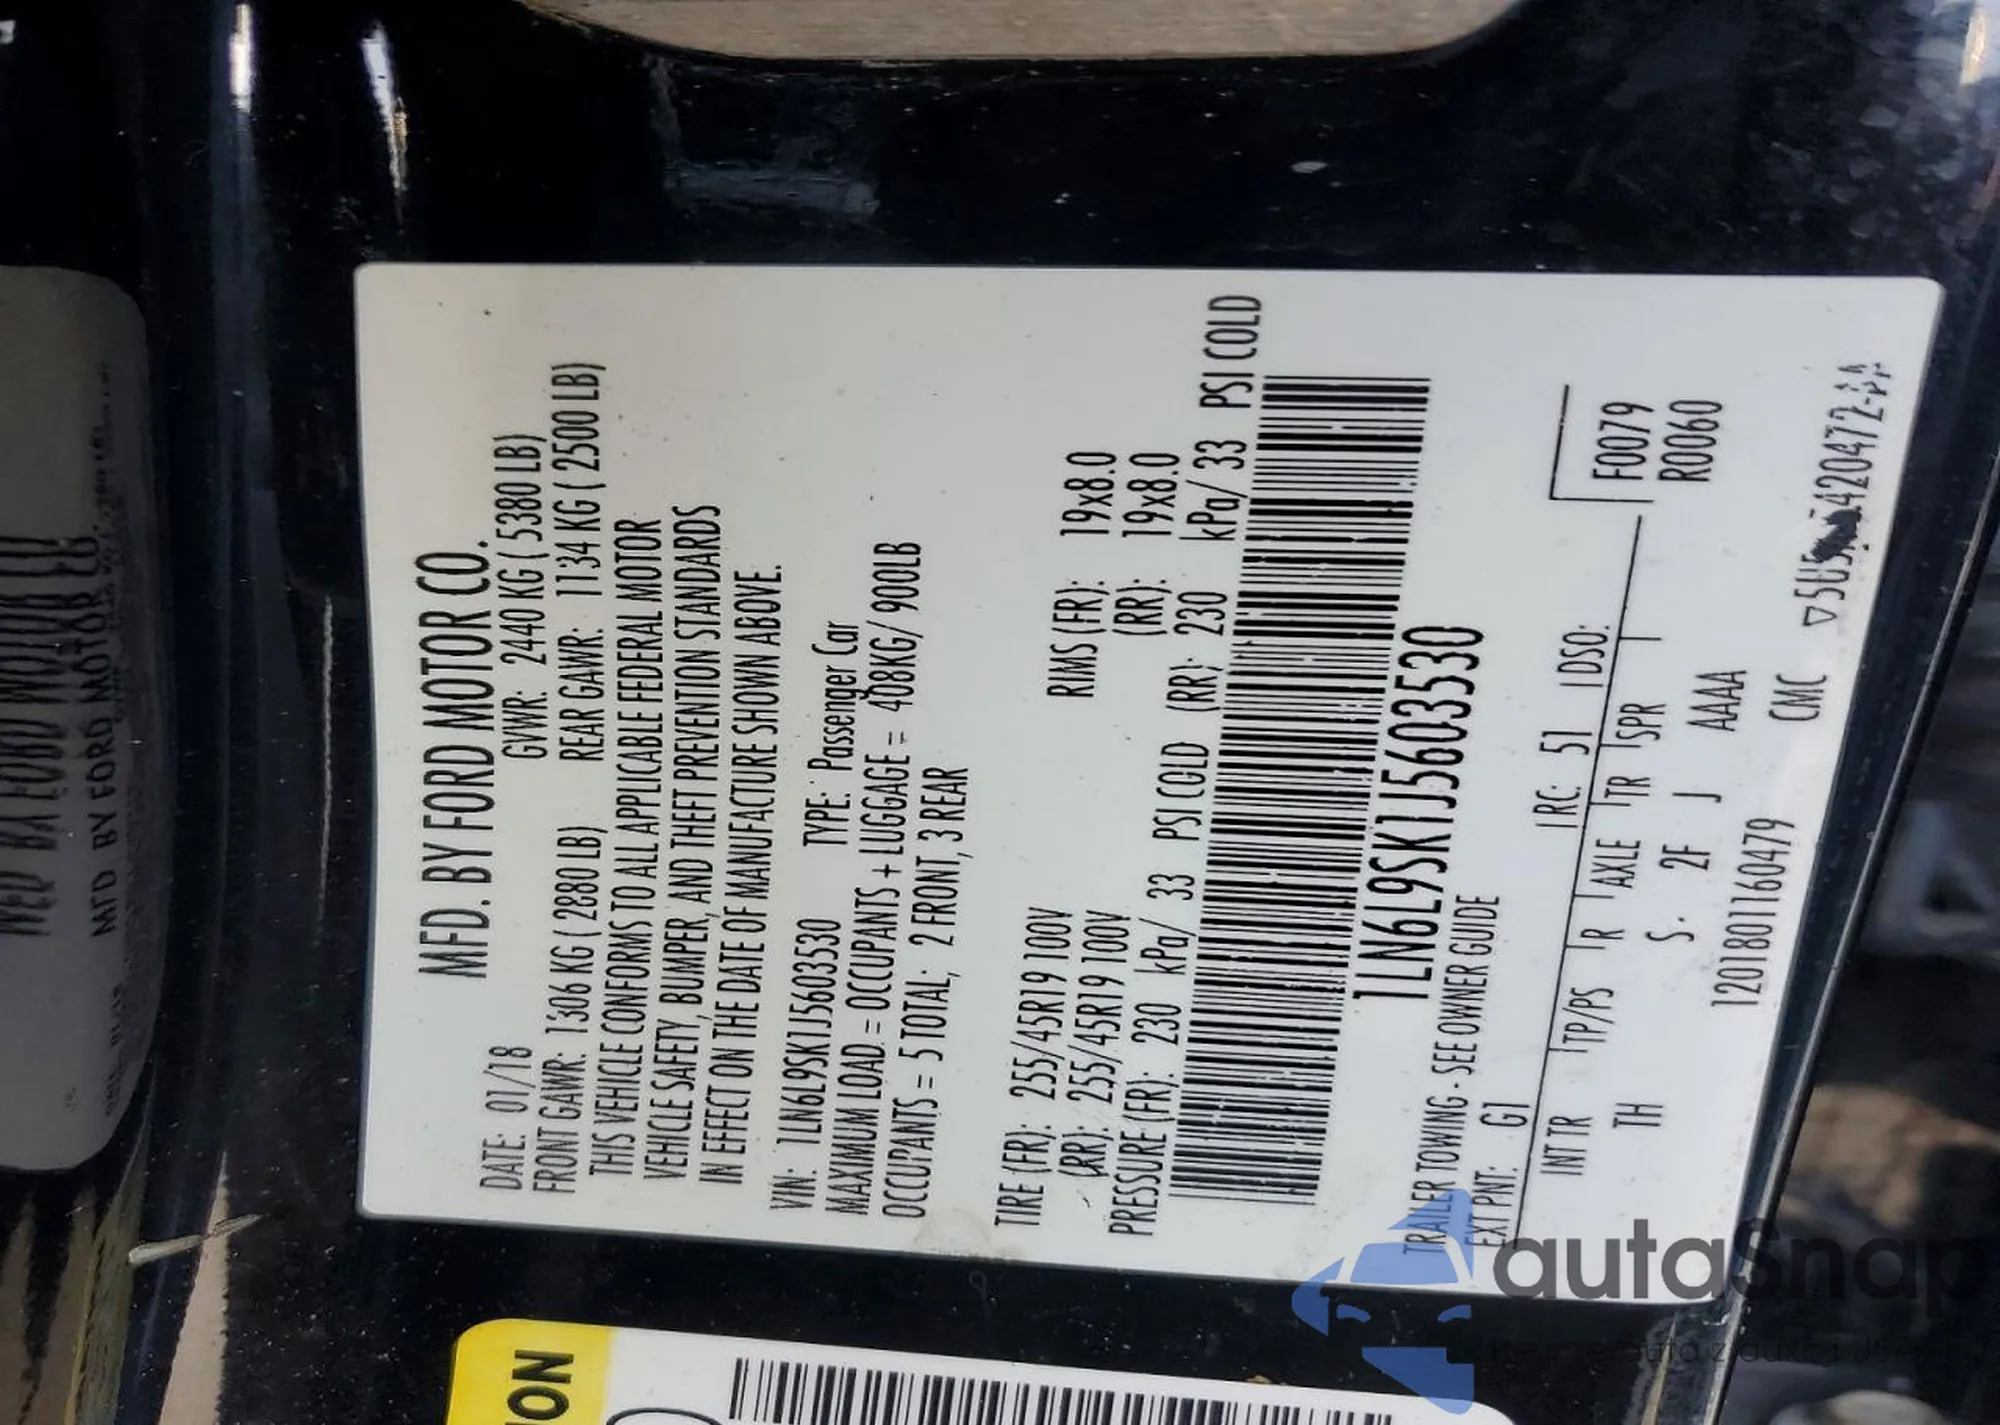 MFD. BY FORD MOTOR CO.
DATE: 01/18 GVWR: 2440 KG ( 5380 LB)
FRONT GAWR: 1306 KG ( 2880 LB) REAR GAWR: 1134 KG ( 2500 LB)
THIS VEHICLE CONFORMS TO ALL APPLICABLE FEDERAL MOTOR
VEHICLE SAFETY, BUMPER, AND THEFT PREVENTION STANDARDS
IN EFFECT ON THE DATE OF MANUFACTURE SHOWN ABOVE.
VIN: 1LN6L9SK1J5603530 TYPE: Passenger Car
MAXIMUM LOAD = OCCUPANTS + LUGGAGE = 408KG/ 900LB
OCCUPANTS = 5 TOTAL; 2 FRONT, 3 REAR
TIRE (FR): 255/45R19 100V RIMS (FR): 19x8.0
(RR): 255/45R19 100V (RR): 19x8.0
PRESSURE (FR): 230 kPa/ 33 PSI COLD (RR): 230 kPa/ 33 PSI COLD
1LN6L9SK1J5603530
TRAILER TOWING - SEE OWNER GUIDE
EXT PNT: G1 RC: 51 DSO:
INT TR TP/PS R AXLE TR SPR F0079
TH S. 2F J AAAA R0060
1201801160479 CMC
autasnap
MFD BY FORD MOTOR CO.